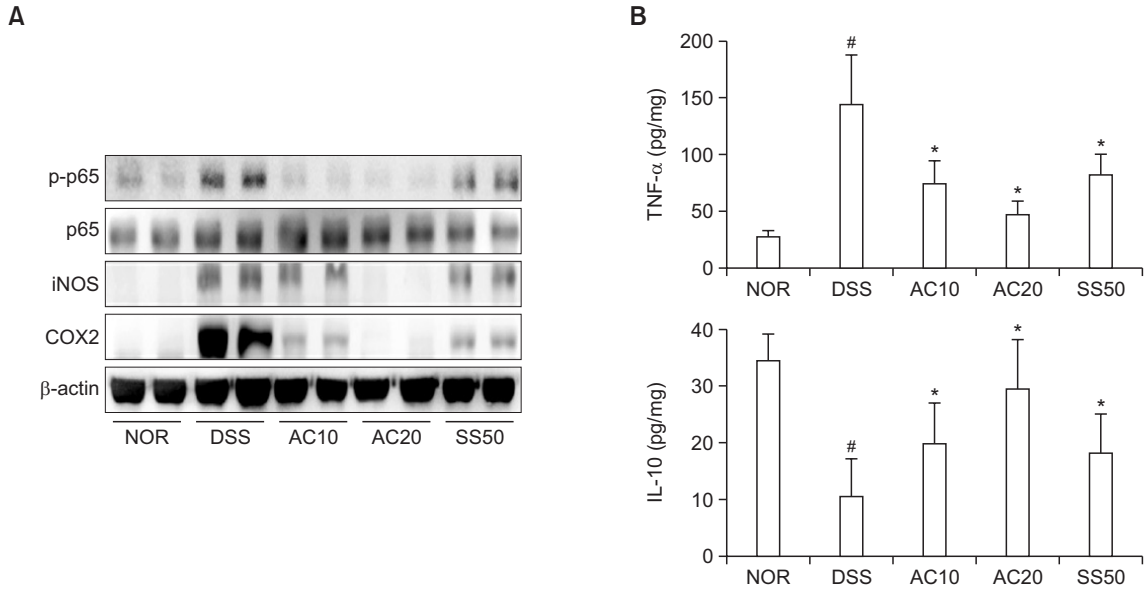 A
p-p65
p65
iNOS
COX2
β-actin
NOR DSS AC10 AC20 SS50
B
TNF-α (pg/mg)
200
150
100
50
0
#
*
*
*
NOR DSS AC10 AC20 SS50
IL-10 (pg/mg)
40
30
20
10
0
#
*
*
*
NOR DSS AC10 AC20 SS50